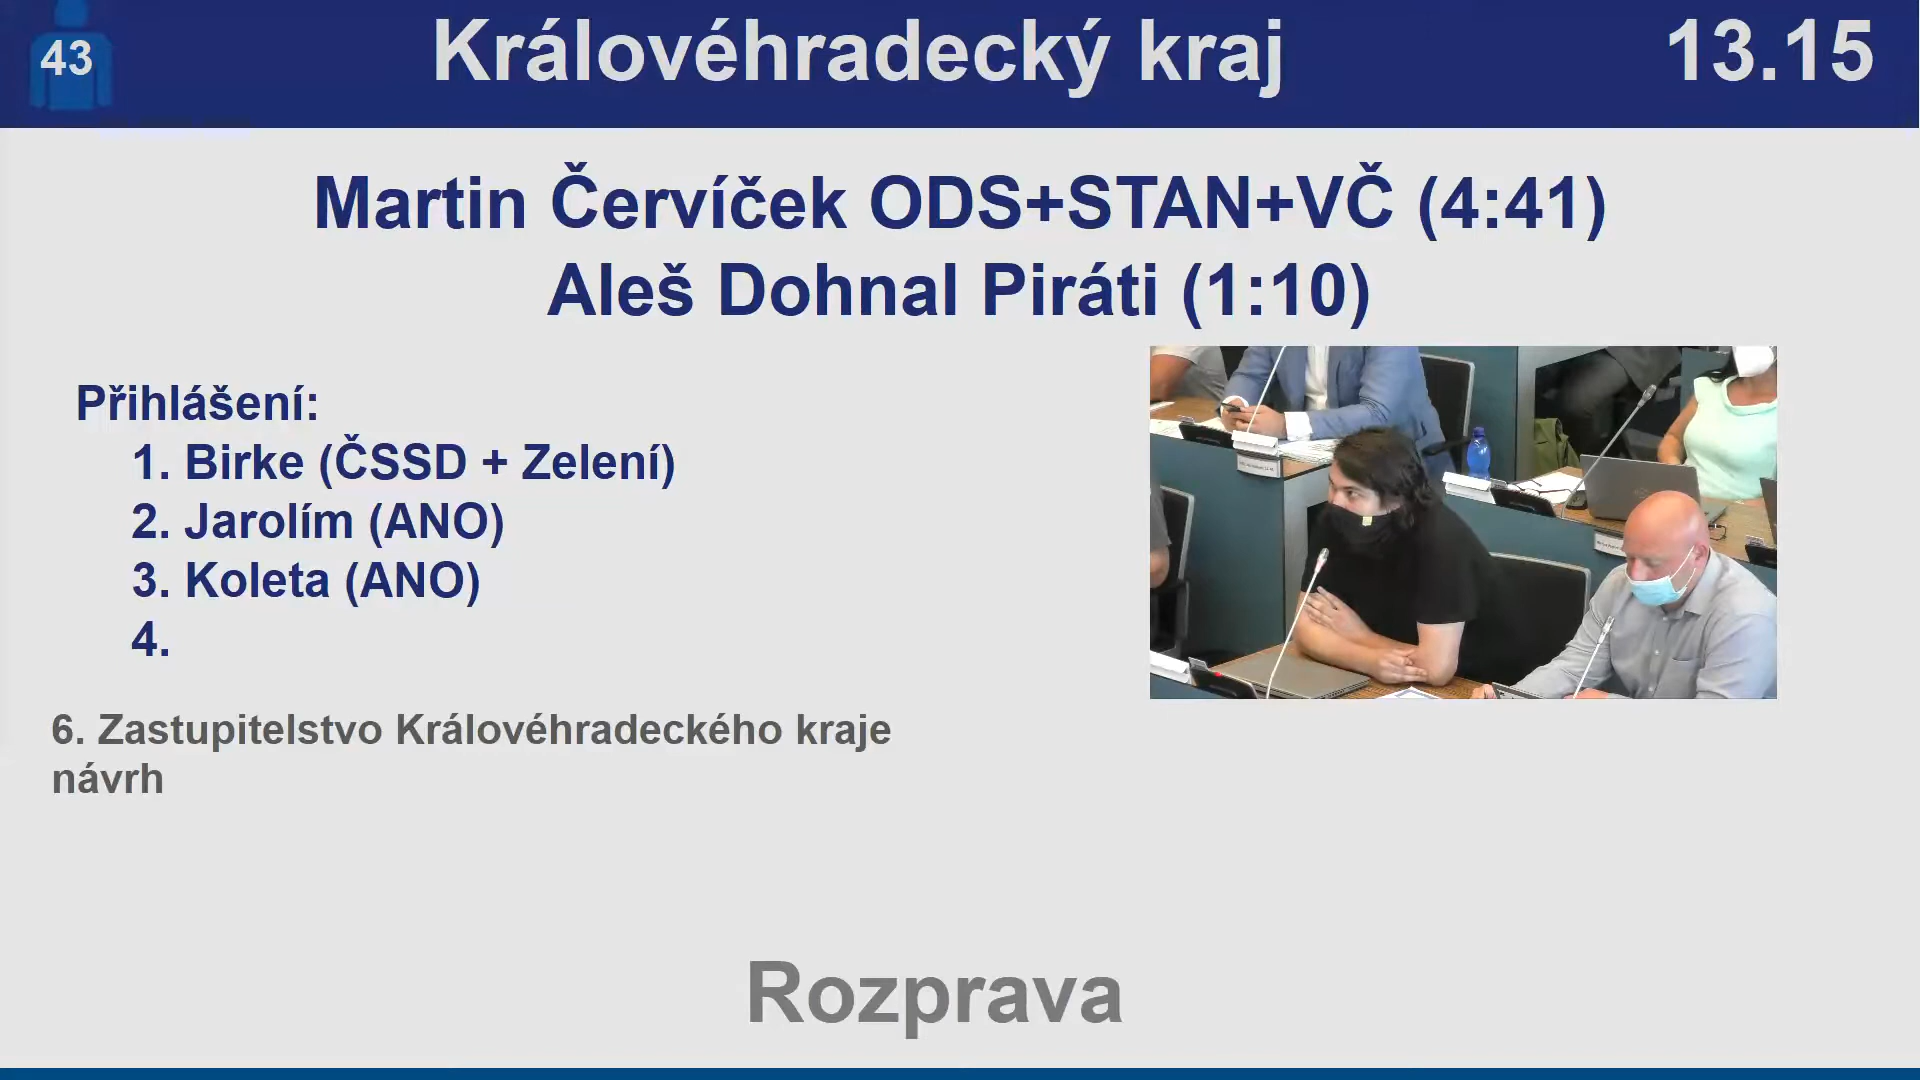 43
Královéhradecký kraj
13.15
Martin Červíček ODS+STAN+VČ (4:41)
Aleš Dohnal Piráti (1:10)
Přihlášení:
1. Birke (ČSSD + Zelení)
2. Jarolím (ANO)
3. Koleta (ANO)
4.
6. Zastupitelstvo Královéhradeckého kraje
návrh
Rozprava